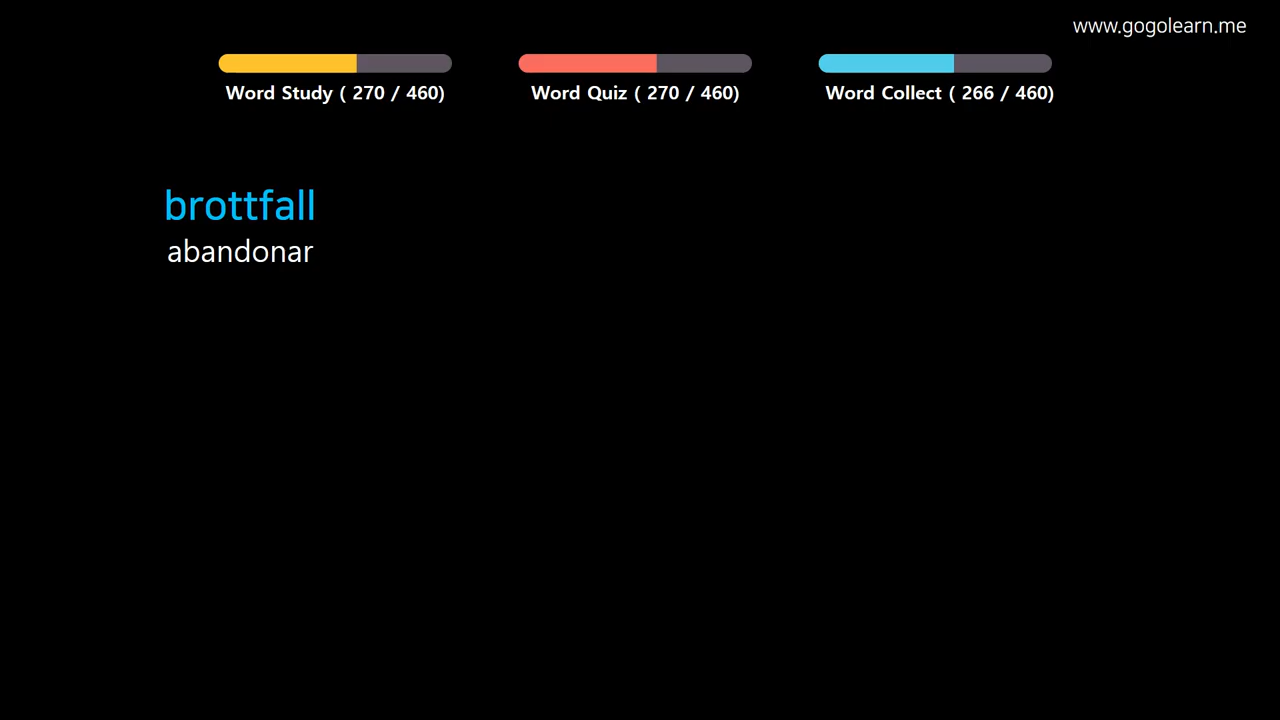 www.gogolearn.me
Word Study ( 270 / 460)
Word Quiz ( 270 / 460)
Word Collect ( 266 / 460)
brottfall
abandonar